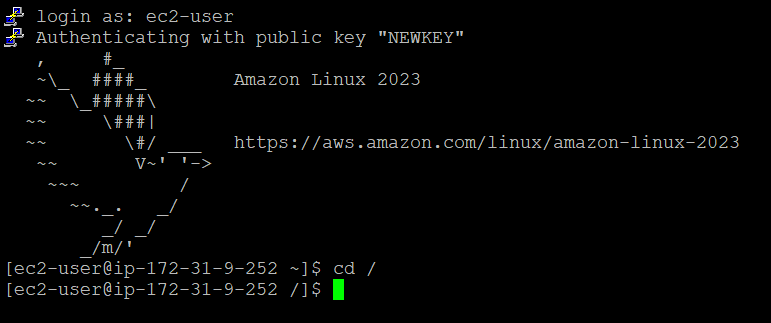 login as: ec2-user
Authenticating with public key "NEWKEY"
   ,     #_
   ~\_  ####_        Amazon Linux 2023
  ~~  \_#####\
  ~~     \###|
  ~~       \#/ ___   https://aws.amazon.com/linux/amazon-linux-2023
   ~~       V~' '->
    ~~~         /
      ~~._.   _/
         _/ _/
       _/m/'
[ec2-user@ip-172-31-9-252 ~]$ cd /
[ec2-user@ip-172-31-9-252 /]$